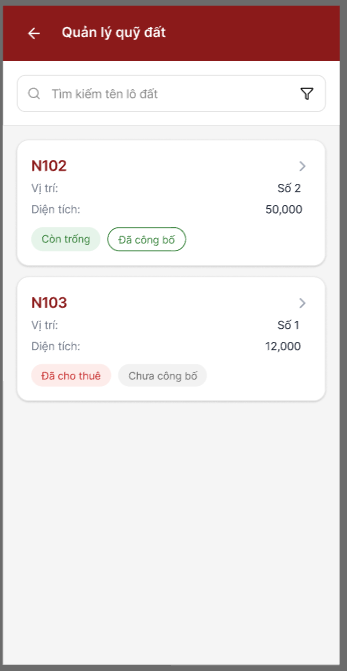 Quản lý quỹ đất
Tìm kiếm tên lô đất
N102
Vị trí: Số 2
Diện tích: 50,000
Còn trống Đã công bố
N103
Vị trí: Số 1
Diện tích: 12,000
Đã cho thuê Chưa công bố